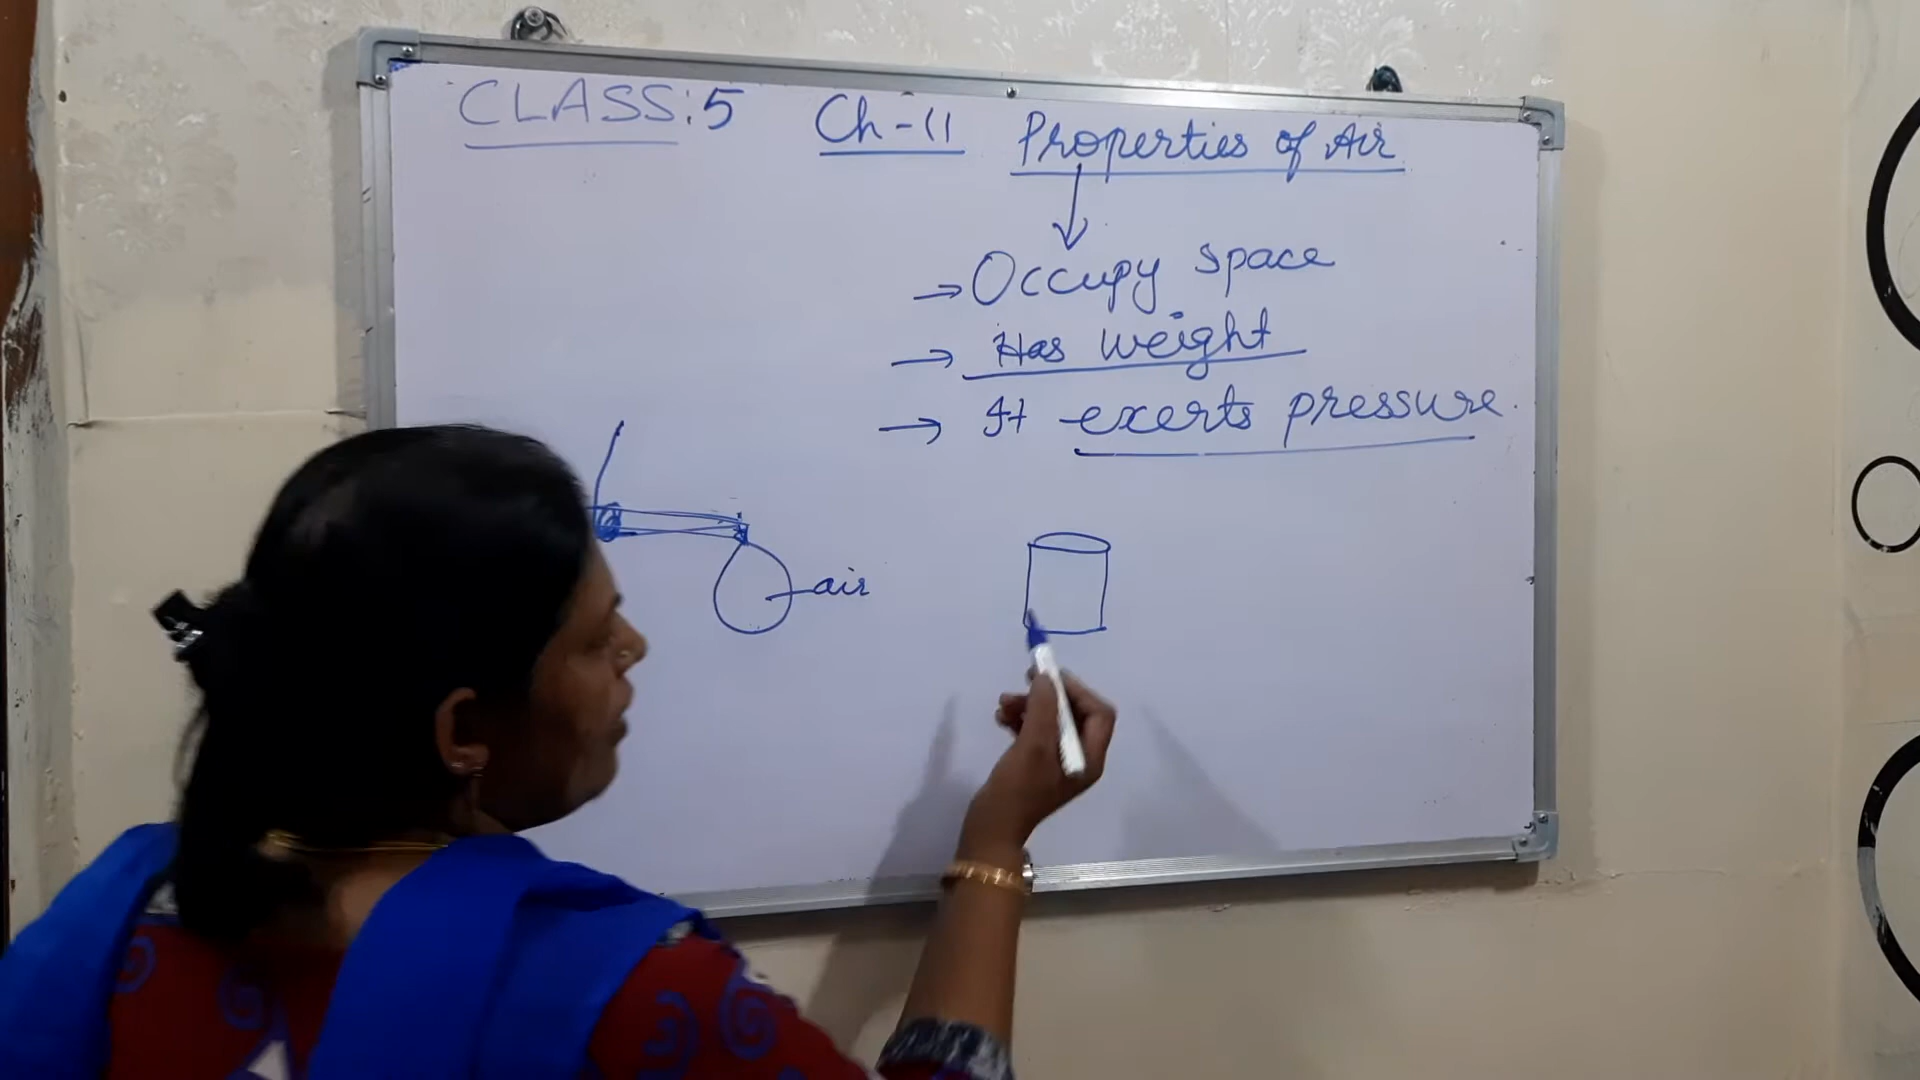 CLASS: 5 Ch-11 Properties of Air
→ Occupy space
→ Has weight
→ It exerts pressure.
air